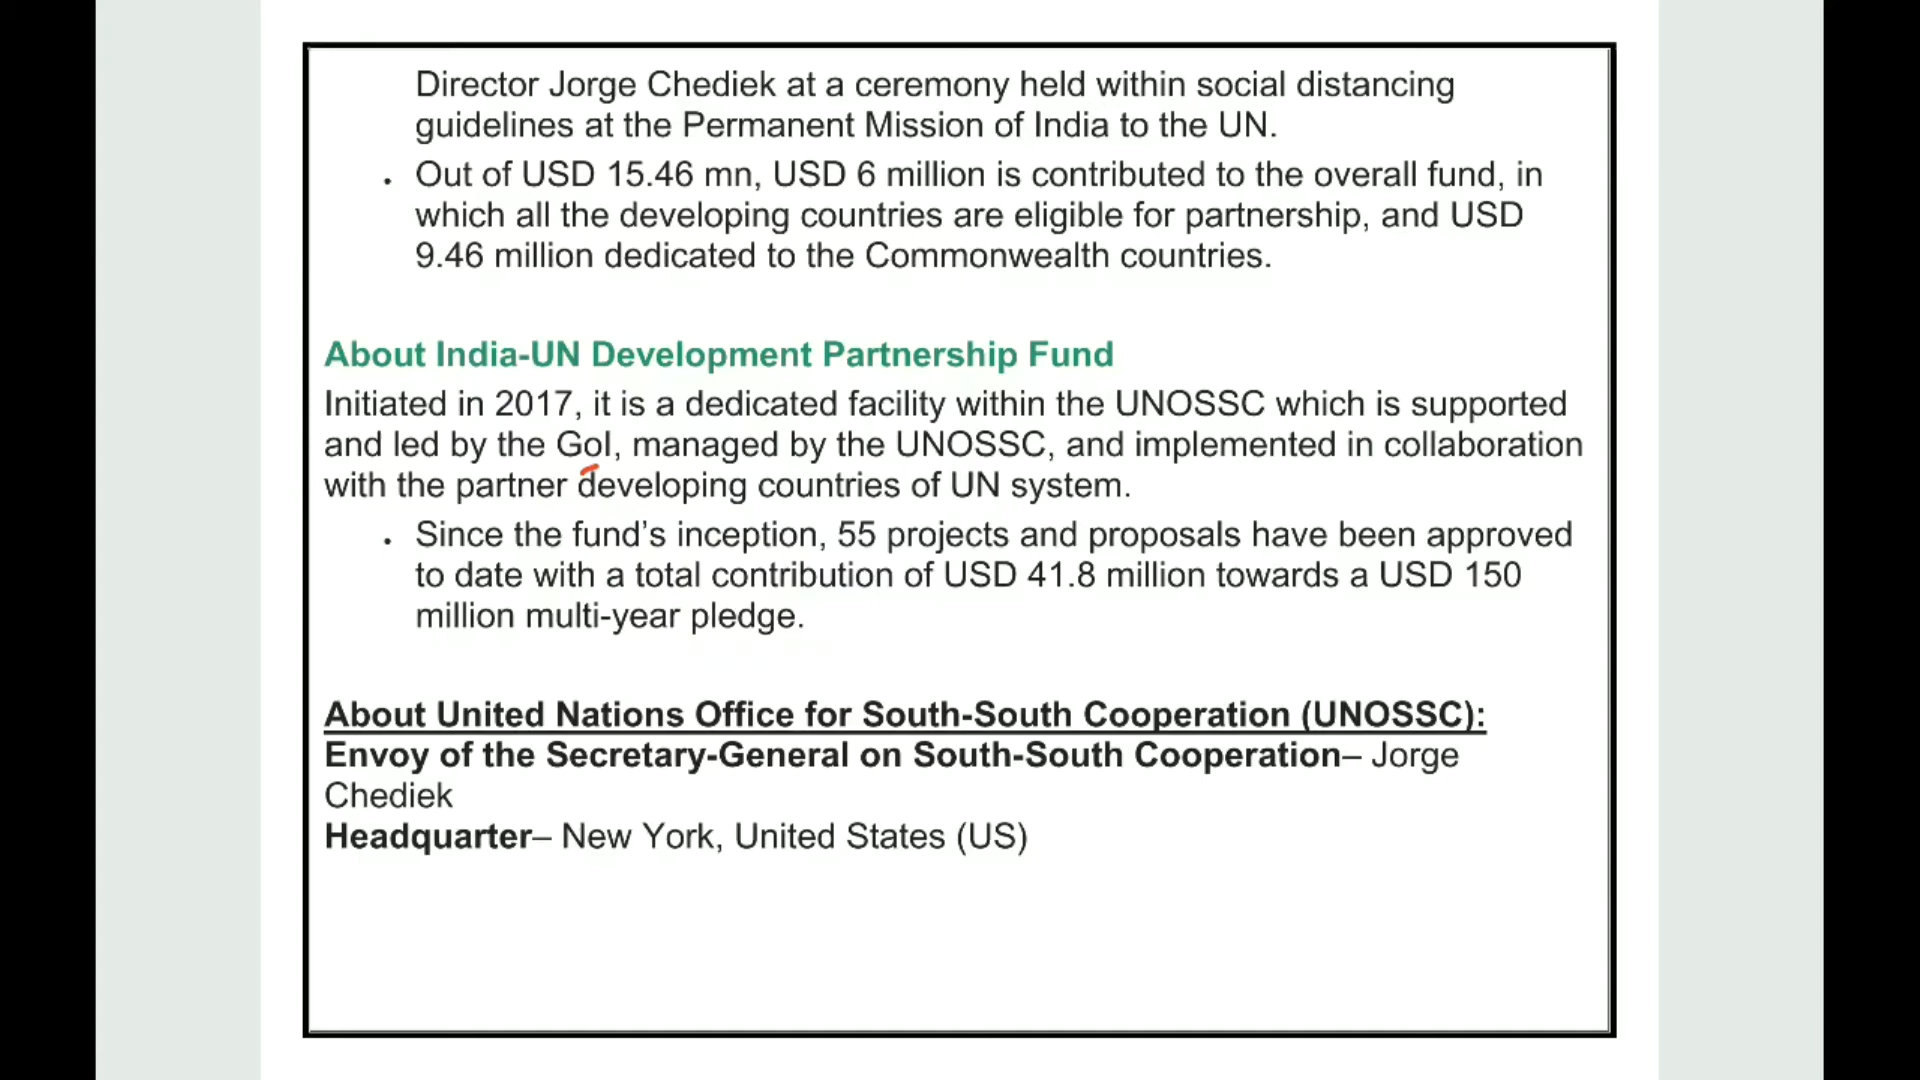 Director Jorge Chediek at a ceremony held within social distancing
guidelines at the Permanent Mission of India to the UN.
• Out of USD 15.46 mn, USD 6 million is contributed to the overall fund, in
which all the developing countries are eligible for partnership, and USD
9.46 million dedicated to the Commonwealth countries.
About India-UN Development Partnership Fund
Initiated in 2017, it is a dedicated facility within the UNOSSC which is supported
and led by the GoI, managed by the UNOSSC, and implemented in collaboration
with the partner developing countries of UN system.
• Since the fund’s inception, 55 projects and proposals have been approved
to date with a total contribution of USD 41.8 million towards a USD 150
million multi-year pledge.
About United Nations Office for South-South Cooperation (UNOSSC):
Envoy of the Secretary-General on South-South Cooperation– Jorge
Chediek
Headquarter– New York, United States (US)